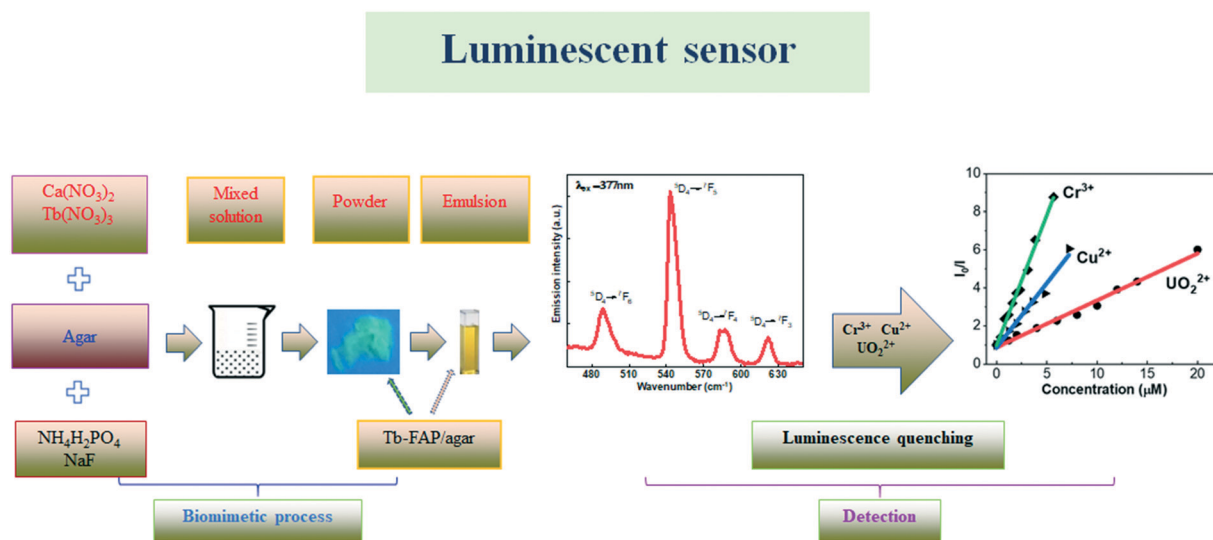 Luminescent sensor
Ca(NO₃)₂
Tb(NO₃)₃
Mixed
solution
Powder
Emulsion
Agar
NH₄H₂PO₄
NaF
Tb-FAP/agar
Biomimetic process
λex=377nm
⁵D₄→⁷F₆
⁵D₄→⁷F₅
⁵D₄→⁷F₄
⁵D₄→⁷F₃
Emission intensity (a.u.)
480 510 540 570 600 630
Wavenumber (cm⁻¹)
Cr³⁺ Cu²⁺
UO₂²⁺
Luminescence quenching
Detection
I₀/I
10
8
6
4
2
0
Cr³⁺
Cu²⁺
UO₂²⁺
0 5 10 15 20
Concentration (μM)